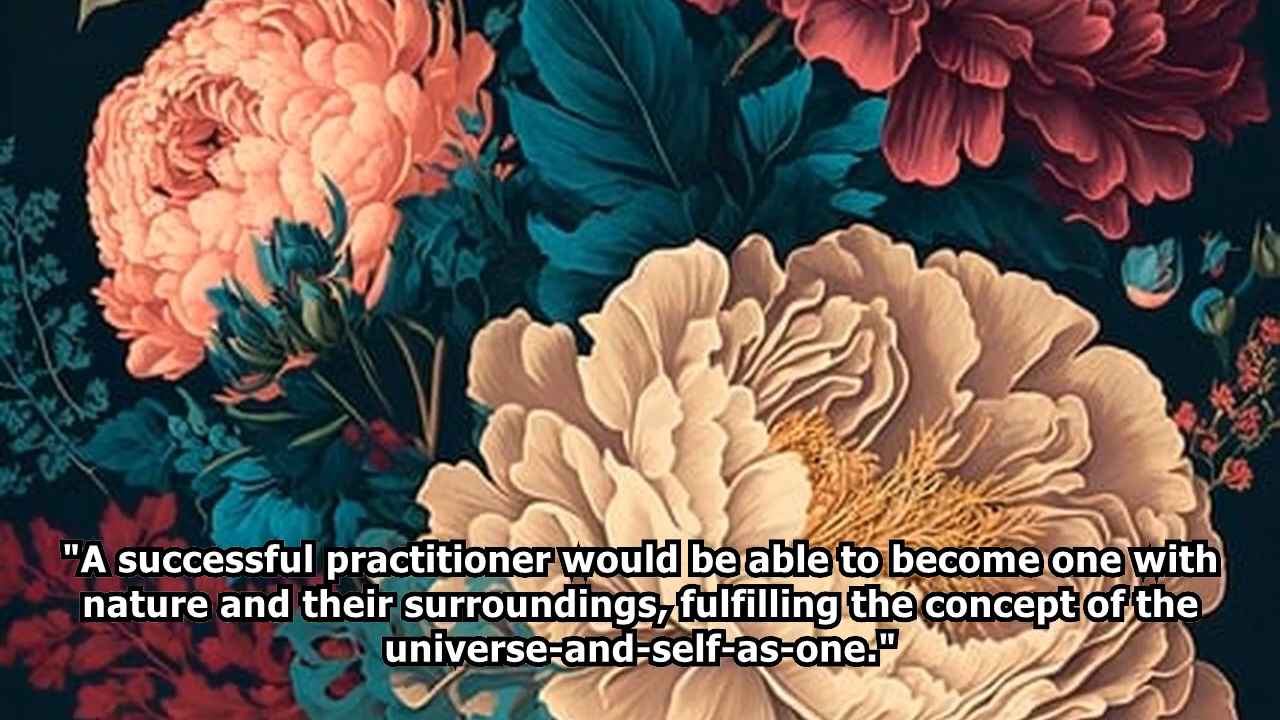 "A successful practitioner would be able to become one with
nature and their surroundings, fulfilling the concept of the
universe-and-self-as-one."